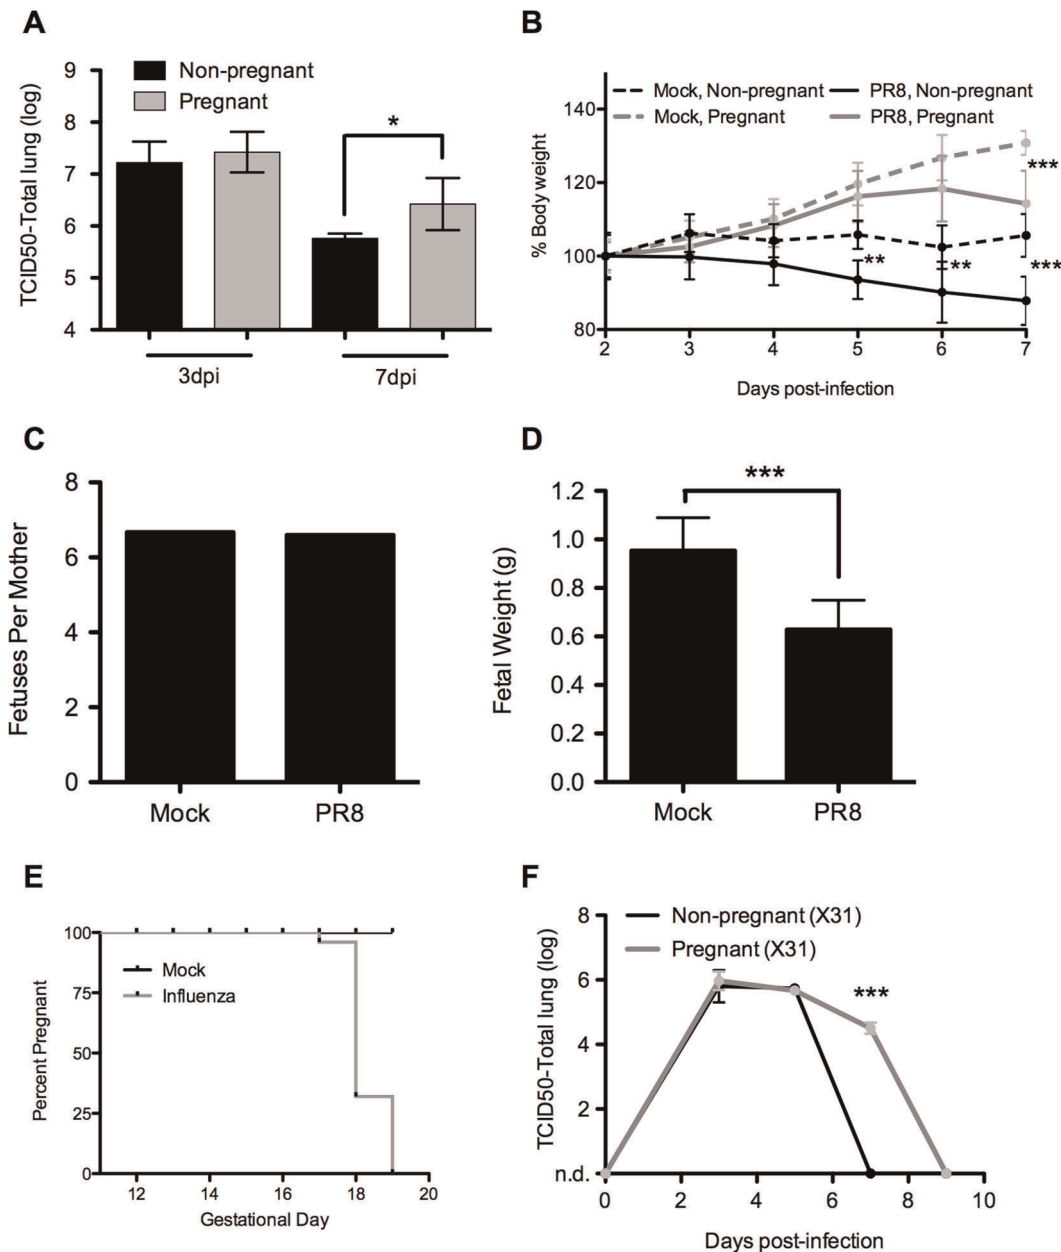 A
TCID50-Total lung (log)
9
8
7
6
5
4
Non-pregnant
Pregnant
*
3dpi
7dpi
B
% Body weight
140
120
100
80
Mock, Non-pregnant
PR8, Non-pregnant
Mock, Pregnant
PR8, Pregnant
***
**
**
***
2
3
4
5
6
7
Days post-infection
C
Fetuses Per Mother
8
6
4
2
0
Mock
PR8
D
Fetal Weight (g)
1.2
1.0
0.8
0.6
0.4
0.2
0.0
***
Mock
PR8
E
Percent Pregnant
100
75
50
25
0
Mock
Influenza
12
14
16
18
20
Gestational Day
F
TCID50-Total lung (log)
8
6
4
2
n.d.
Non-pregnant (X31)
Pregnant (X31)
***
0
2
4
6
8
10
Days post-infection